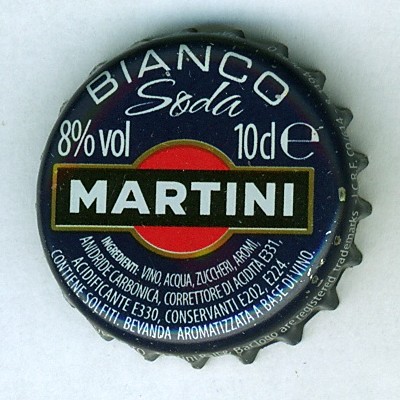 BIANCO
Soda
8% vol 10cl e
MARTINI
INGREDIENTI: VINO, ACQUA, ZUCCHERI, AROMI,
ANIDRIDE CARBONICA, CORRETTORE DI ACIDITÀ E331,
ACIDIFICANTE E330, CONSERVANTI E202, E224.
CONTIENE SOLFITI. BEVANDA AROMATIZZATA A BASE DI VINO.
are registered trademarks